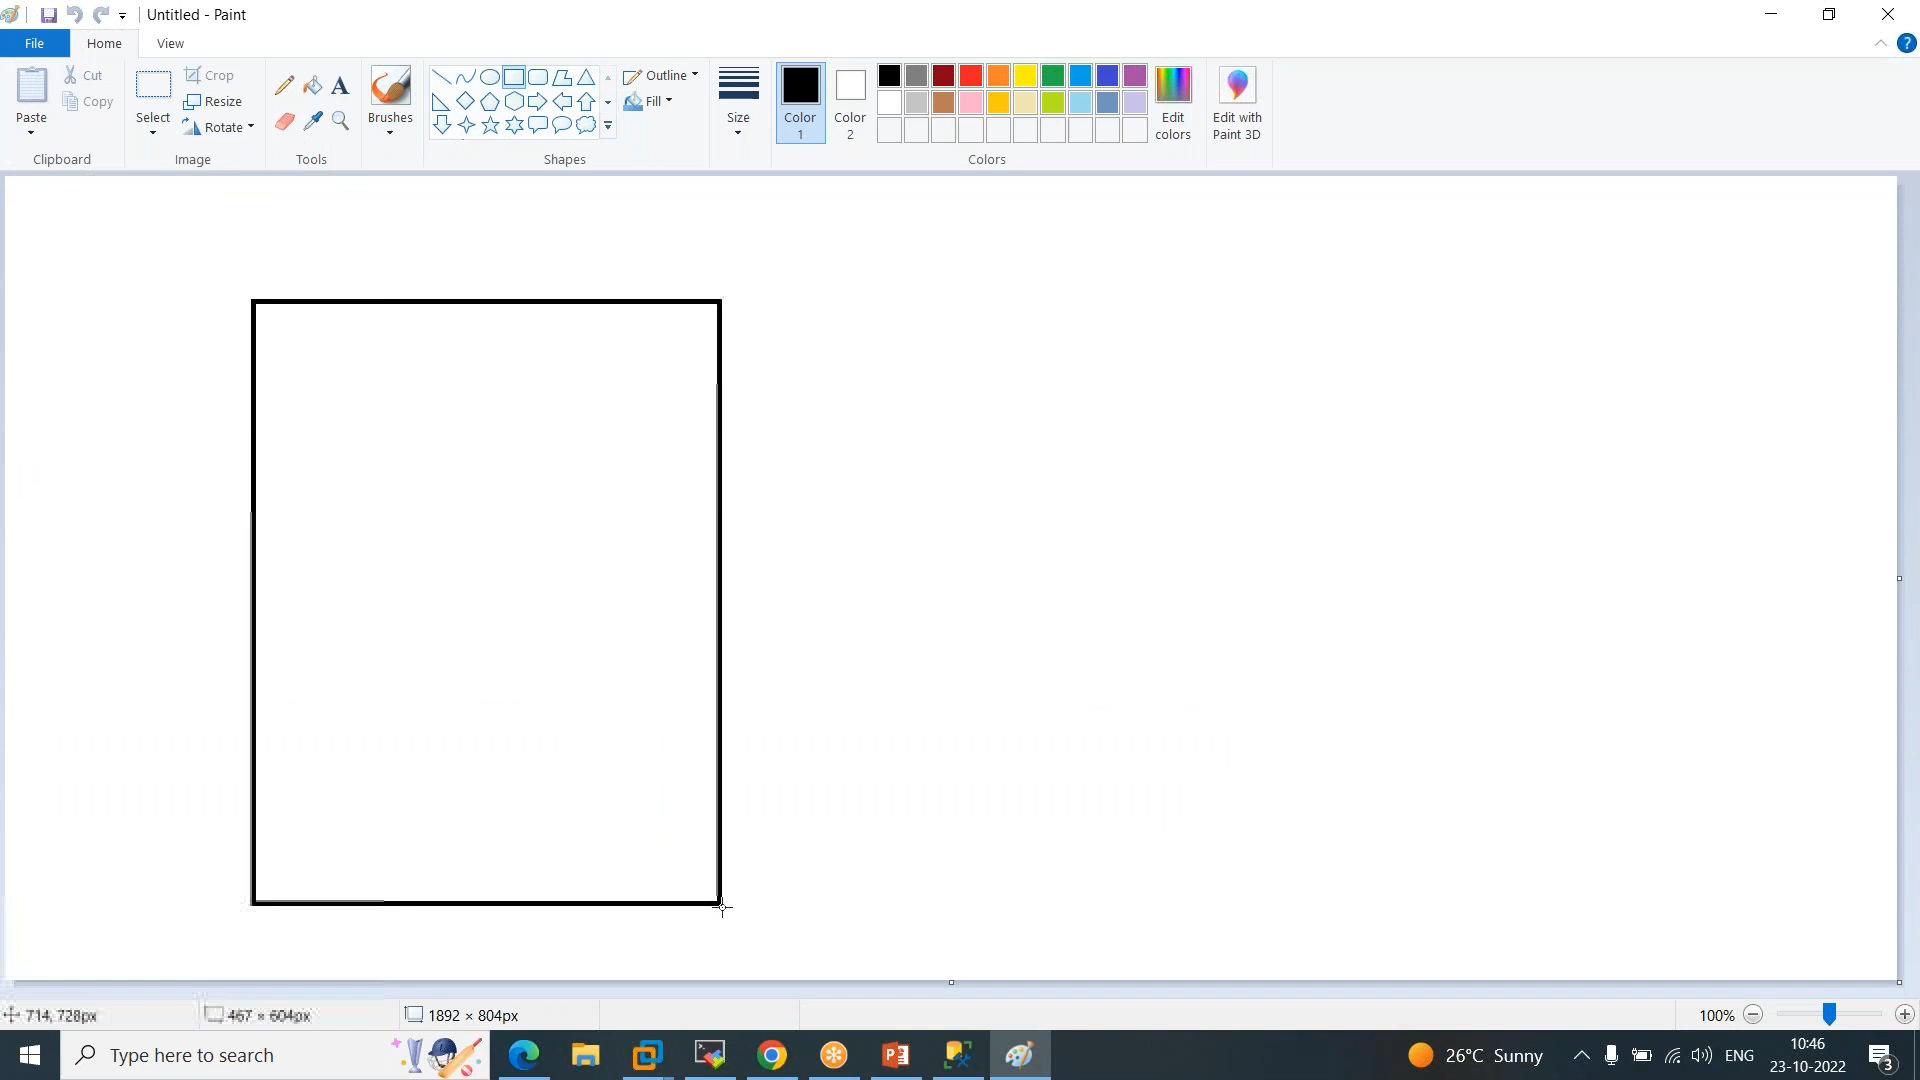 Untitled - Paint
File Home View
Paste
Cut
Copy
Clipboard
Select
Crop
Resize
Rotate
Image
A
Tools
Brushes
Outline
Fill
Shapes
Size
Color
1
Color
2
Edit
colors
Colors
Edit with
Paint 3D
?
714, 728px 467 × 604px 1892 × 804px 100%
Type here to search
26°C Sunny
ENG
10:46
23-10-2022
3